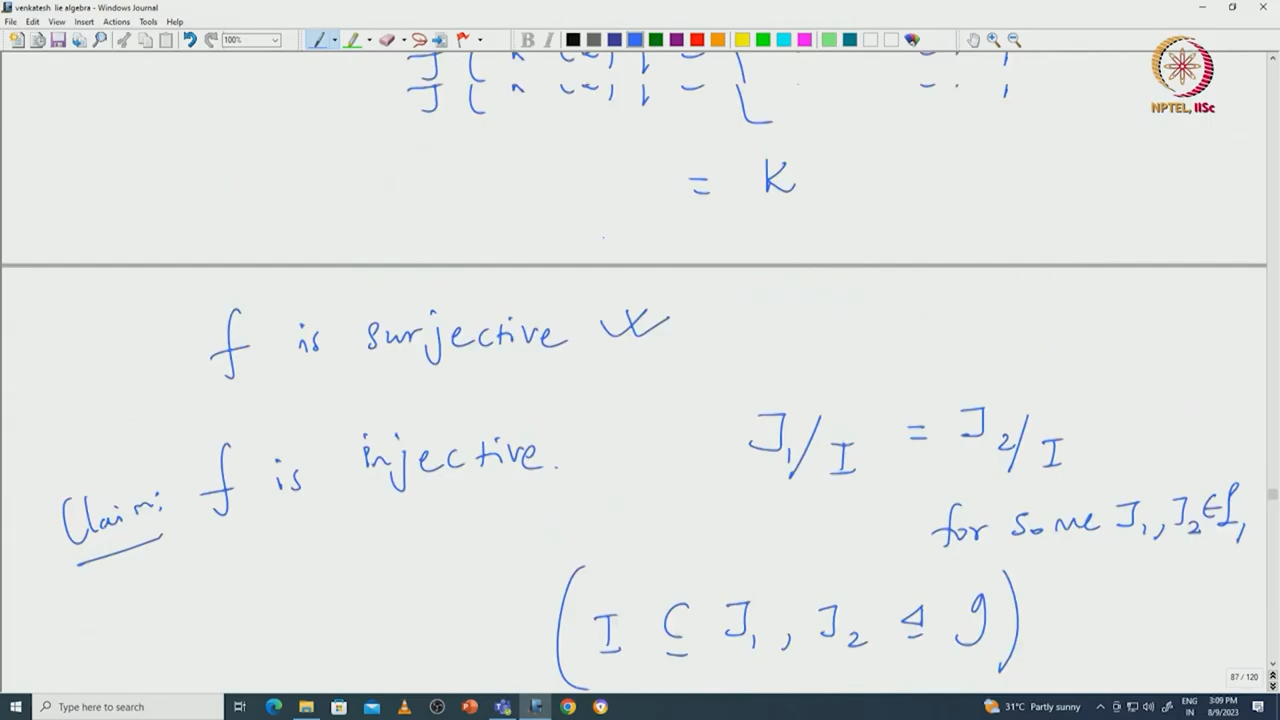 venkatesh lie algebra - Windows Journal
File Edit View Insert Actions Tools Help
100%
NPTEL, IISc
= K
f is surjective
Claim: f is injective. J₁/I = J₂/I
for some J₁, J₂ ∈ ℐ₁
(I ⊆ J₁, J₂ ⊴ g)
87 / 120
Type here to search
31°C Partly sunny
ENG
IN
3:09 PM
8/9/2023